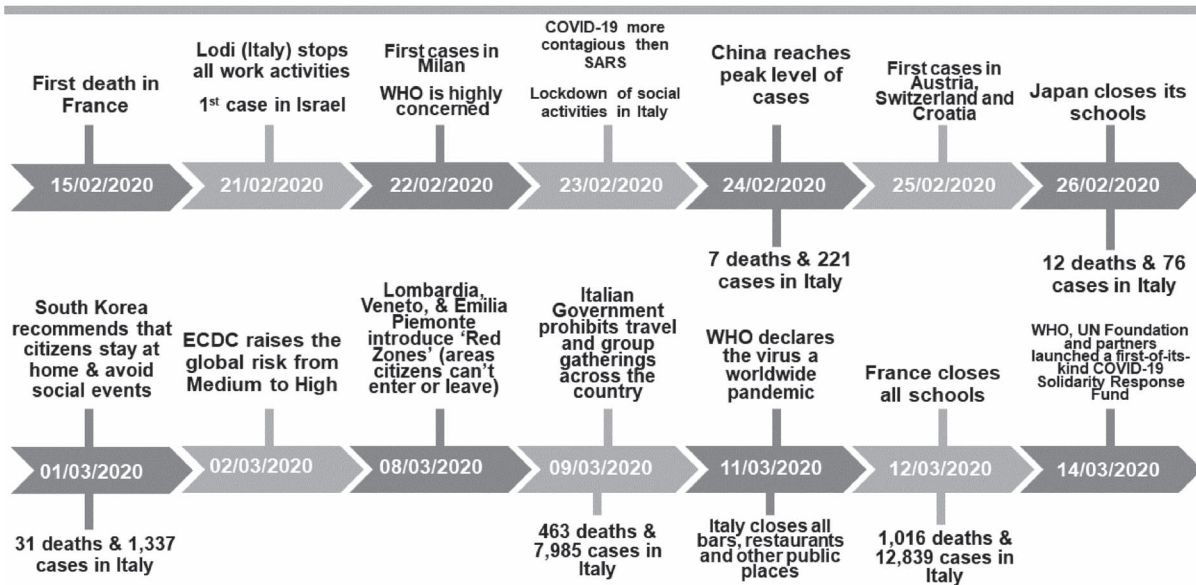 First death in
France
Lodi (Italy) stops
all work activities
1st case in Israel
First cases in
Milan
WHO is highly
concerned
COVID-19 more
contagious then
SARS
Lockdown of social
activities in Italy
China reaches
peak level of
cases
First cases in
Austria,
Switzerland and
Croatia
Japan closes its
schools
15/02/2020
21/02/2020
22/02/2020
23/02/2020
24/02/2020
25/02/2020
26/02/2020
7 deaths & 221
cases in Italy
12 deaths & 76
cases in Italy
South Korea
recommends that
citizens stay at
home & avoid
social events
ECDC raises the
global risk from
Medium to High
Lombardia,
Veneto, & Emilia
Piemonte
introduce ‘Red
Zones’ (areas
citizens can’t
enter or leave)
Italian
Government
prohibits travel
and group
gatherings
across the
country
WHO declares
the virus a
worldwide
pandemic
France closes
all schools
WHO, UN Foundation
and partners
launched a first-of-its-
kind COVID-19
Solidarity Response
Fund
01/03/2020
02/03/2020
08/03/2020
09/03/2020
11/03/2020
12/03/2020
14/03/2020
31 deaths & 1,337
cases in Italy
463 deaths &
7,985 cases in
Italy
Italy closes all
bars, restaurants
and other public
places
1,016 deaths &
12,839 cases in
Italy